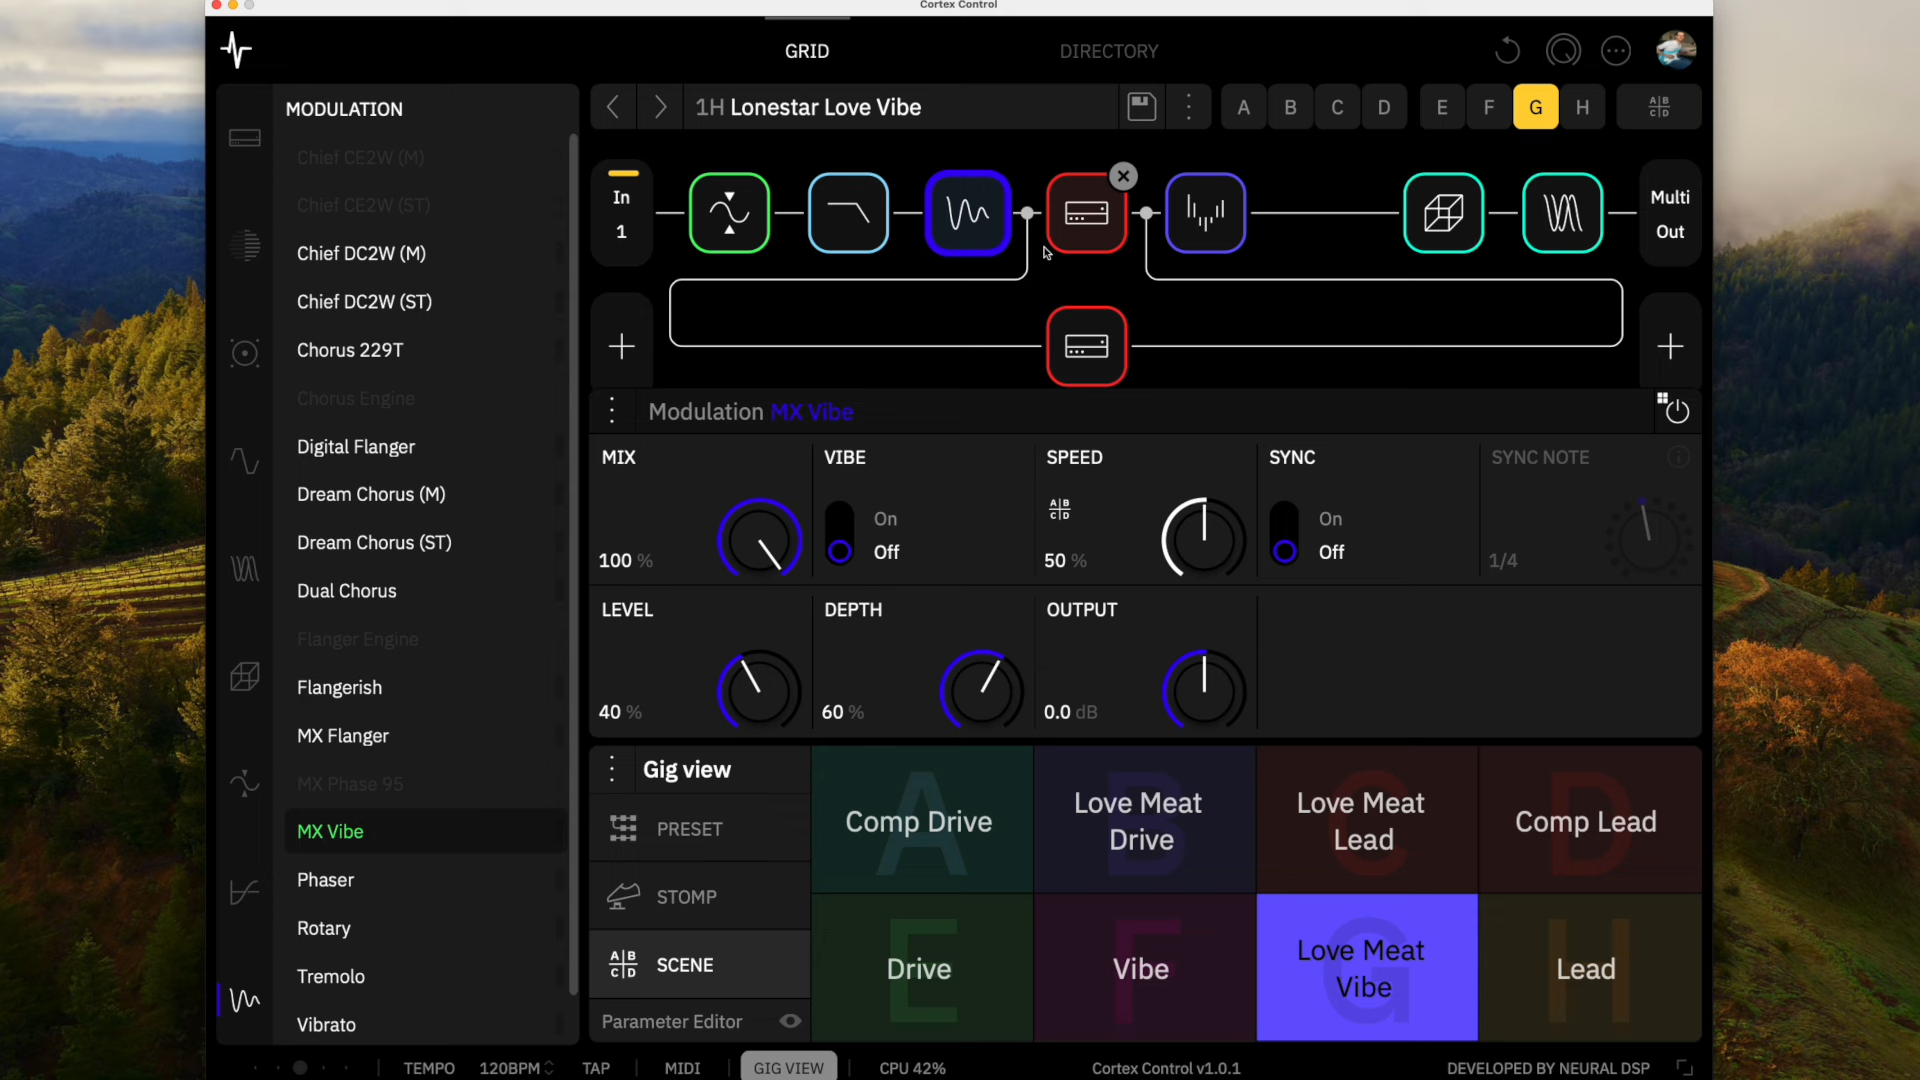 Cortex Control
GRID
DIRECTORY
MODULATION
Chief CE2W (M)
Chief CE2W (ST)
Chief DC2W (M)
Chief DC2W (ST)
Chorus 229T
Chorus Engine
Digital Flanger
Dream Chorus (M)
Dream Chorus (ST)
Dual Chorus
Flanger Engine
Flangerish
MX Flanger
MX Phase 95
MX Vibe
Phaser
Rotary
Tremolo
Vibrato
1H Lonestar Love Vibe
A B C D E F G H
A B
C D
In
1
Multi
Out
Modulation MX Vibe
MIX
100 %
VIBE
On
Off
SPEED
A B
C D
50 %
SYNC
On
Off
SYNC NOTE
1/4
LEVEL
40 %
DEPTH
60 %
OUTPUT
0.0 dB
Gig view
PRESET
STOMP
A B
C D
SCENE
Parameter Editor
A
Comp Drive
B
Love Meat
Drive
C
Love Meat
Lead
D
Comp Lead
E
Drive
F
Vibe
G
Love Meat
Vibe
H
Lead
TEMPO 120BPM TAP MIDI GIG VIEW CPU 42% Cortex Control v1.0.1 DEVELOPED BY NEURAL DSP